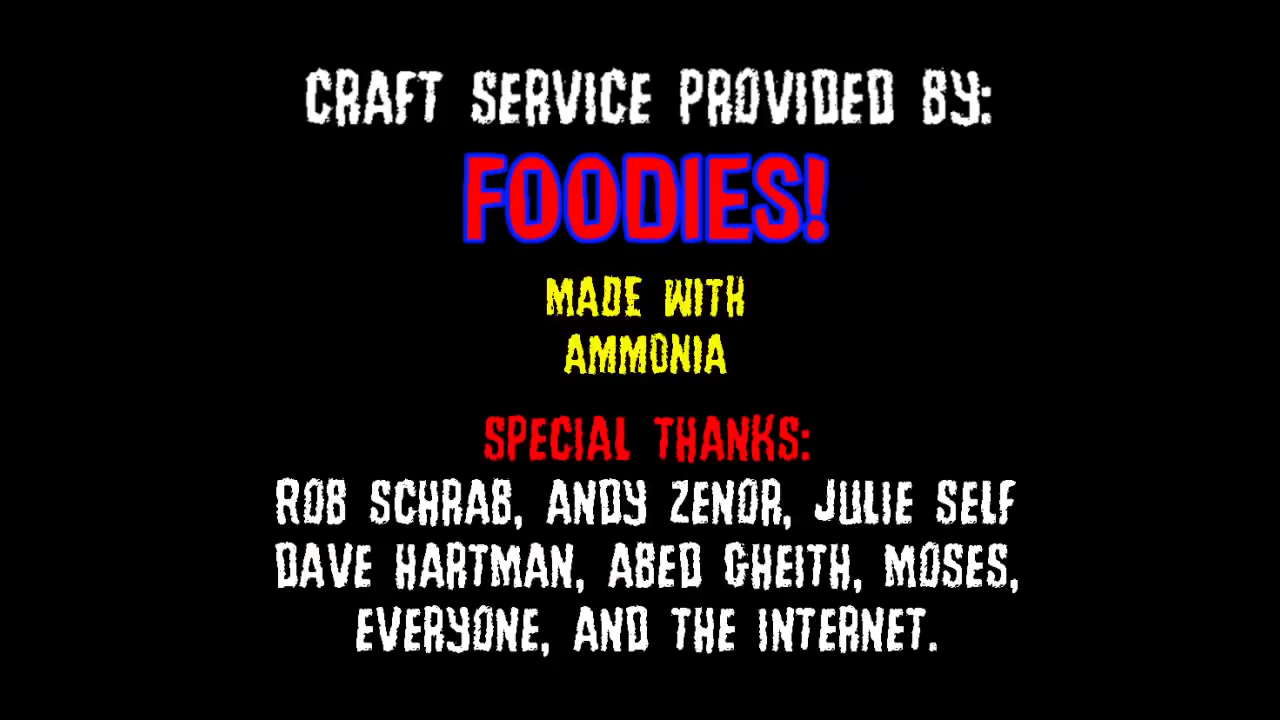 CRAFT SERVICE PROVIDED BY:
FOODIES!
MADE WITH
AMMONIA
SPECIAL THANKS:
ROB SCHRAB, ANDY ZENOR, JULIE SELF
DAVE HARTMAN, ABED GHEITH, MOSES,
EVERYONE, AND THE INTERNET.